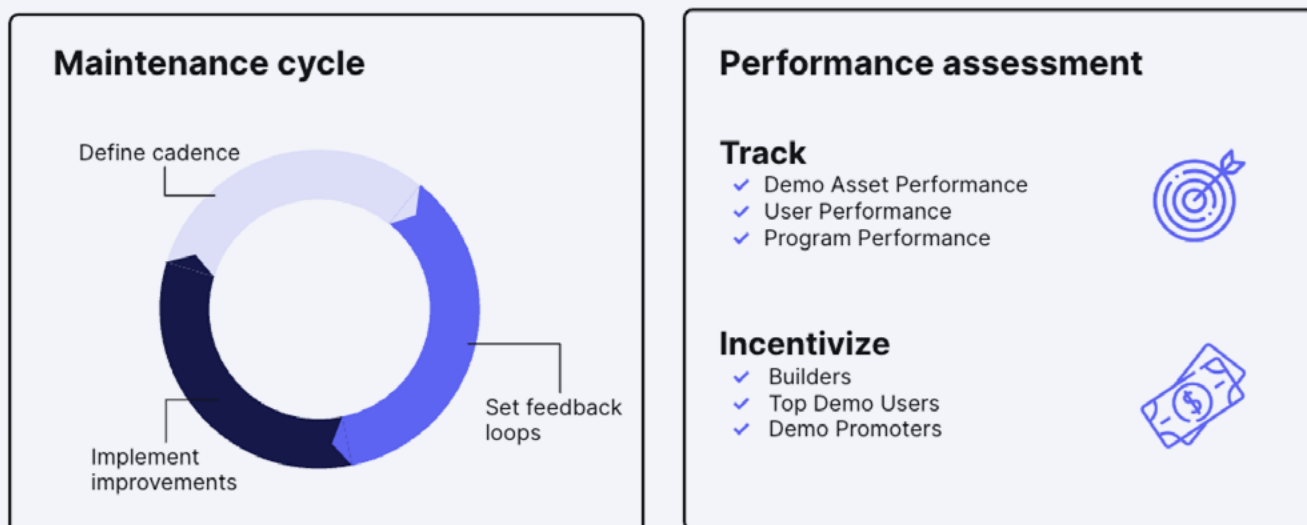 Maintenance cycle
Define cadence
Set feedback
loops
Implement
improvements
Performance assessment
Track
Demo Asset Performance
User Performance
Program Performance
Incentivize
Builders
Top Demo Users
Demo Promoters
$